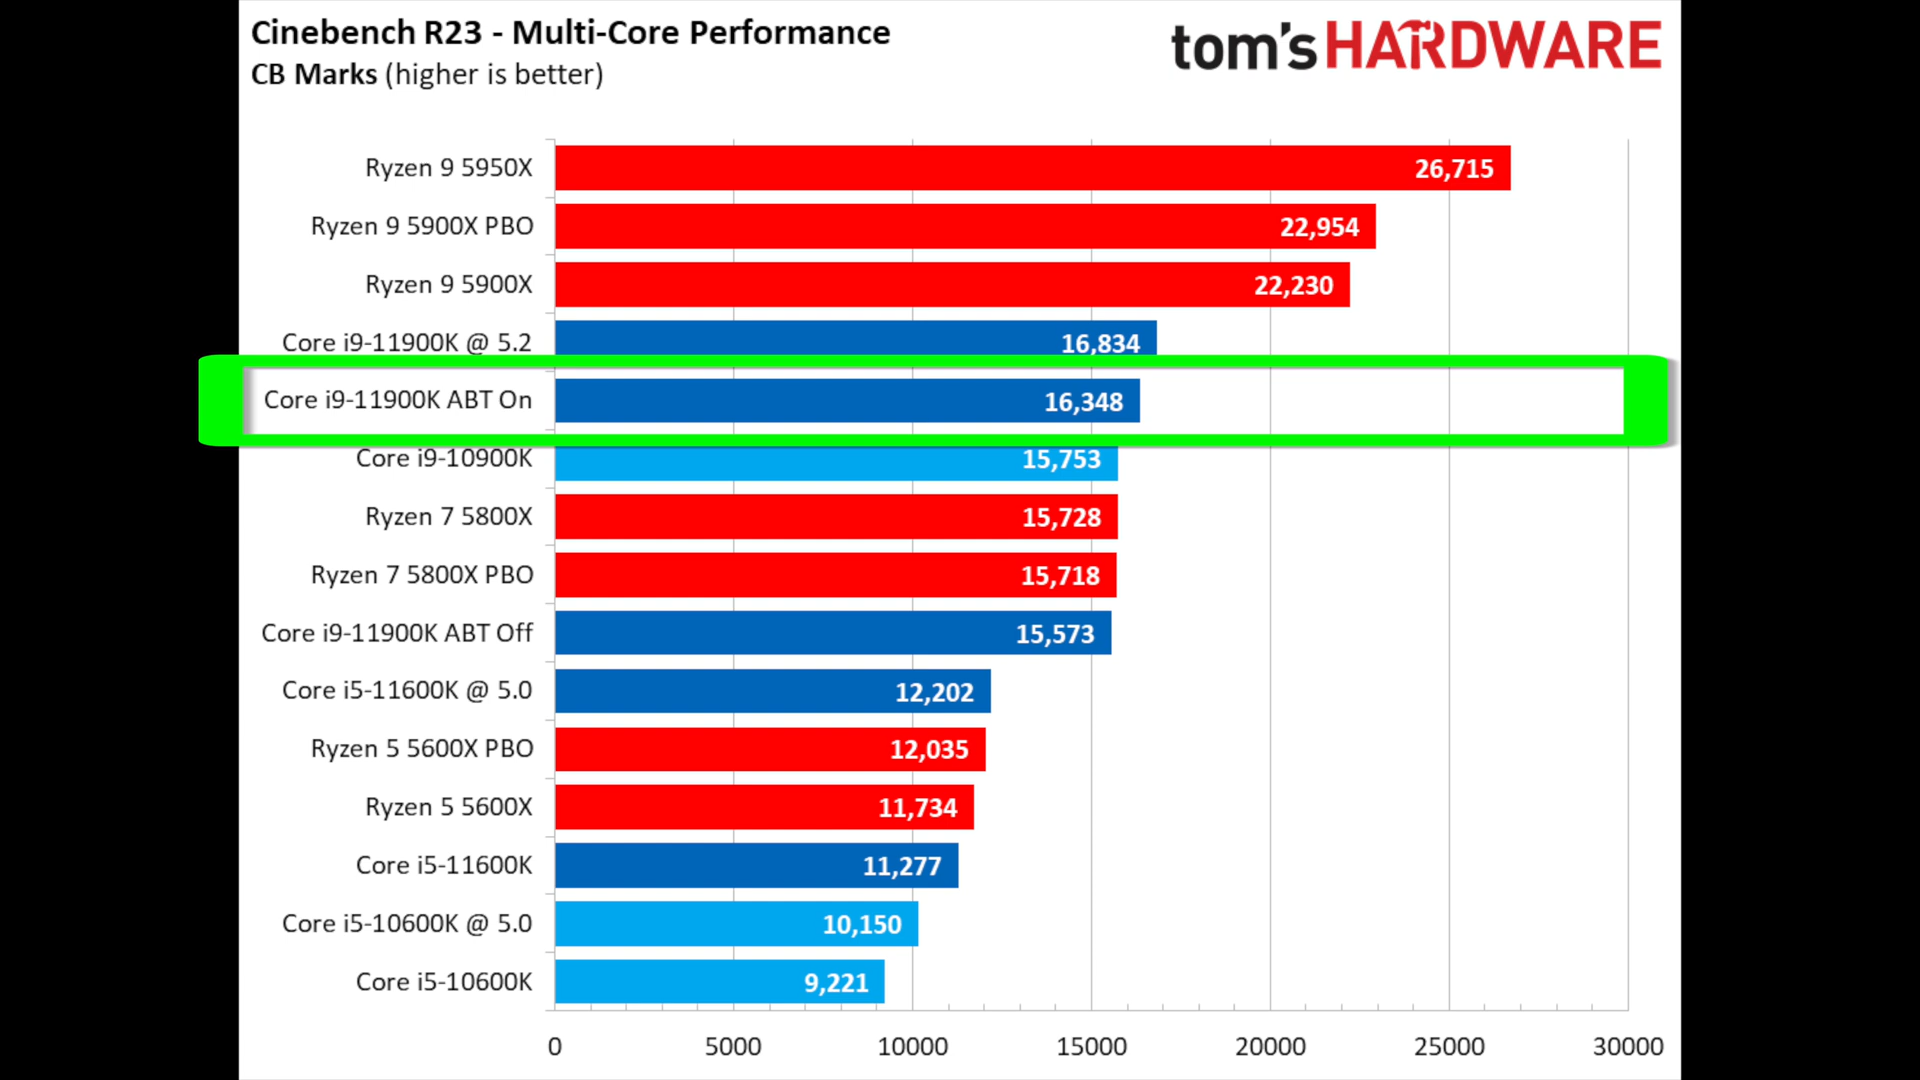 Cinebench R23 - Multi-Core Performance
CB Marks (higher is better)
tom's HARDWARE
Ryzen 9 5950X 26,715
Ryzen 9 5900X PBO 22,954
Ryzen 9 5900X 22,230
Core i9-11900K @ 5.2 16,834
Core i9-11900K ABT On 16,348
Core i9-10900K 15,753
Ryzen 7 5800X 15,728
Ryzen 7 5800X PBO 15,718
Core i9-11900K ABT Off 15,573
Core i5-11600K @ 5.0 12,202
Ryzen 5 5600X PBO 12,035
Ryzen 5 5600X 11,734
Core i5-11600K 11,277
Core i5-10600K @ 5.0 10,150
Core i5-10600K 9,221
0 5000 10000 15000 20000 25000 30000